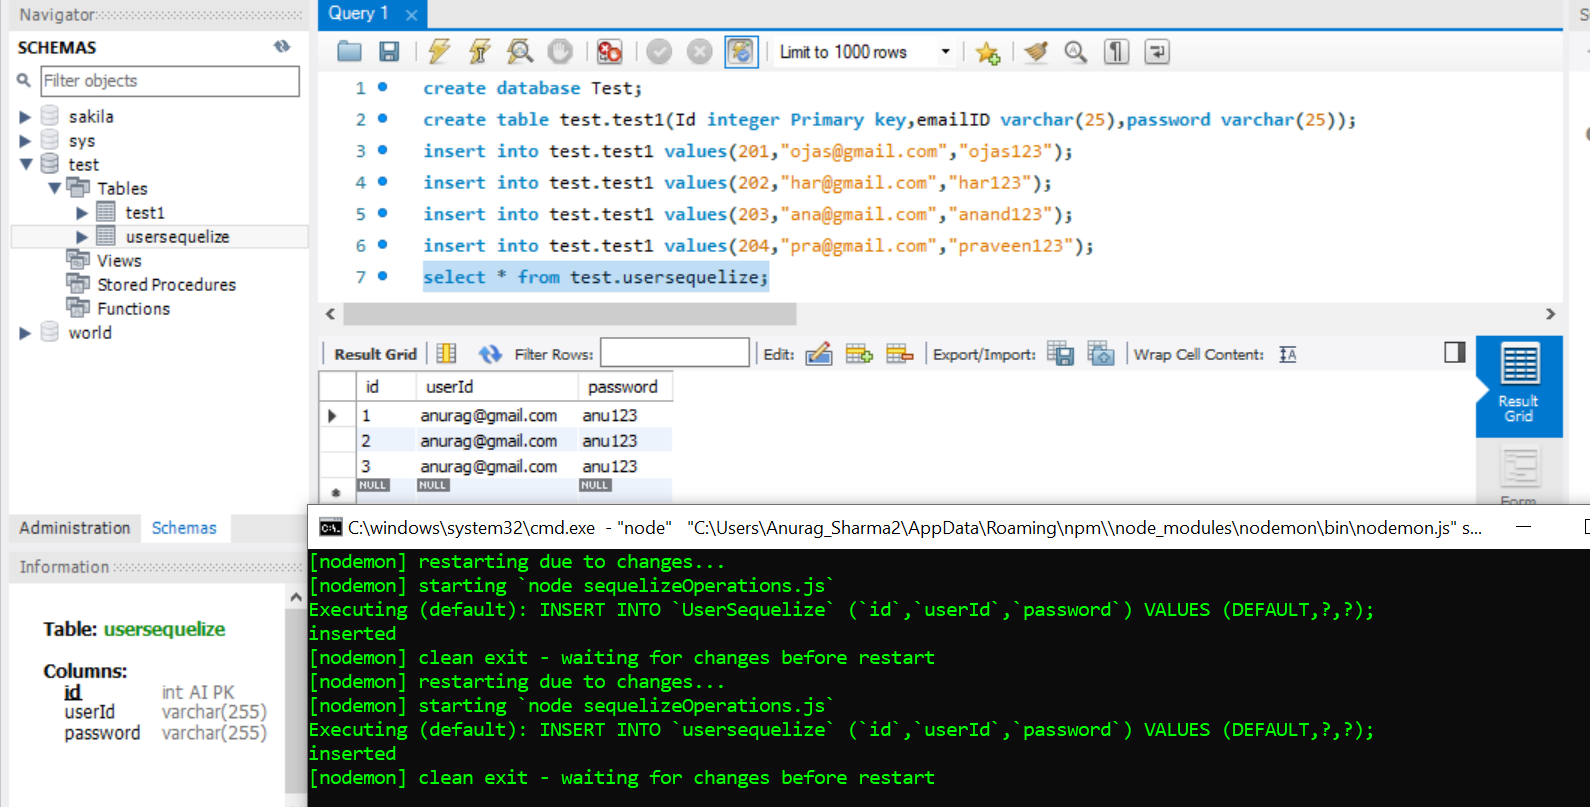 Navigator
SCHEMAS
Filter objects
sakila
sys
test
Tables
test1
usersequelize
Views
Stored Procedures
Functions
world
Administration Schemas
Information
Table: usersequelize
Columns:
id int AI PK
userId varchar(255)
password varchar(255)
Query 1
Limit to 1000 rows
1 create database Test;
2 create table test.test1(Id integer Primary key,emailID varchar(25),password varchar(25));
3 insert into test.test1 values(201,"ojas@gmail.com","ojas123");
4 insert into test.test1 values(202,"har@gmail.com","har123");
5 insert into test.test1 values(203,"ana@gmail.com","anand123");
6 insert into test.test1 values(204,"pra@gmail.com","praveen123");
7 select * from test.usersequelize;
Result Grid Filter Rows: Edit: Export/Import: Wrap Cell Content:
id userId password
1 anurag@gmail.com anu123
2 anurag@gmail.com anu123
3 anurag@gmail.com anu123
NULL NULL NULL
Result
Grid
Form
C:\windows\system32\cmd.exe - "node" "C:\Users\Anurag_Sharma2\AppData\Roaming\npm\\node_modules\nodemon\bin\nodemon.js" s...
[nodemon] restarting due to changes...
[nodemon] starting `node sequelizeOperations.js`
Executing (default): INSERT INTO `UserSequelize` (`id`,`userId`,`password`) VALUES (DEFAULT,?,?);
inserted
[nodemon] clean exit - waiting for changes before restart
[nodemon] restarting due to changes...
[nodemon] starting `node sequelizeOperations.js`
Executing (default): INSERT INTO `usersequelize` (`id`,`userId`,`password`) VALUES (DEFAULT,?,?);
inserted
[nodemon] clean exit - waiting for changes before restart